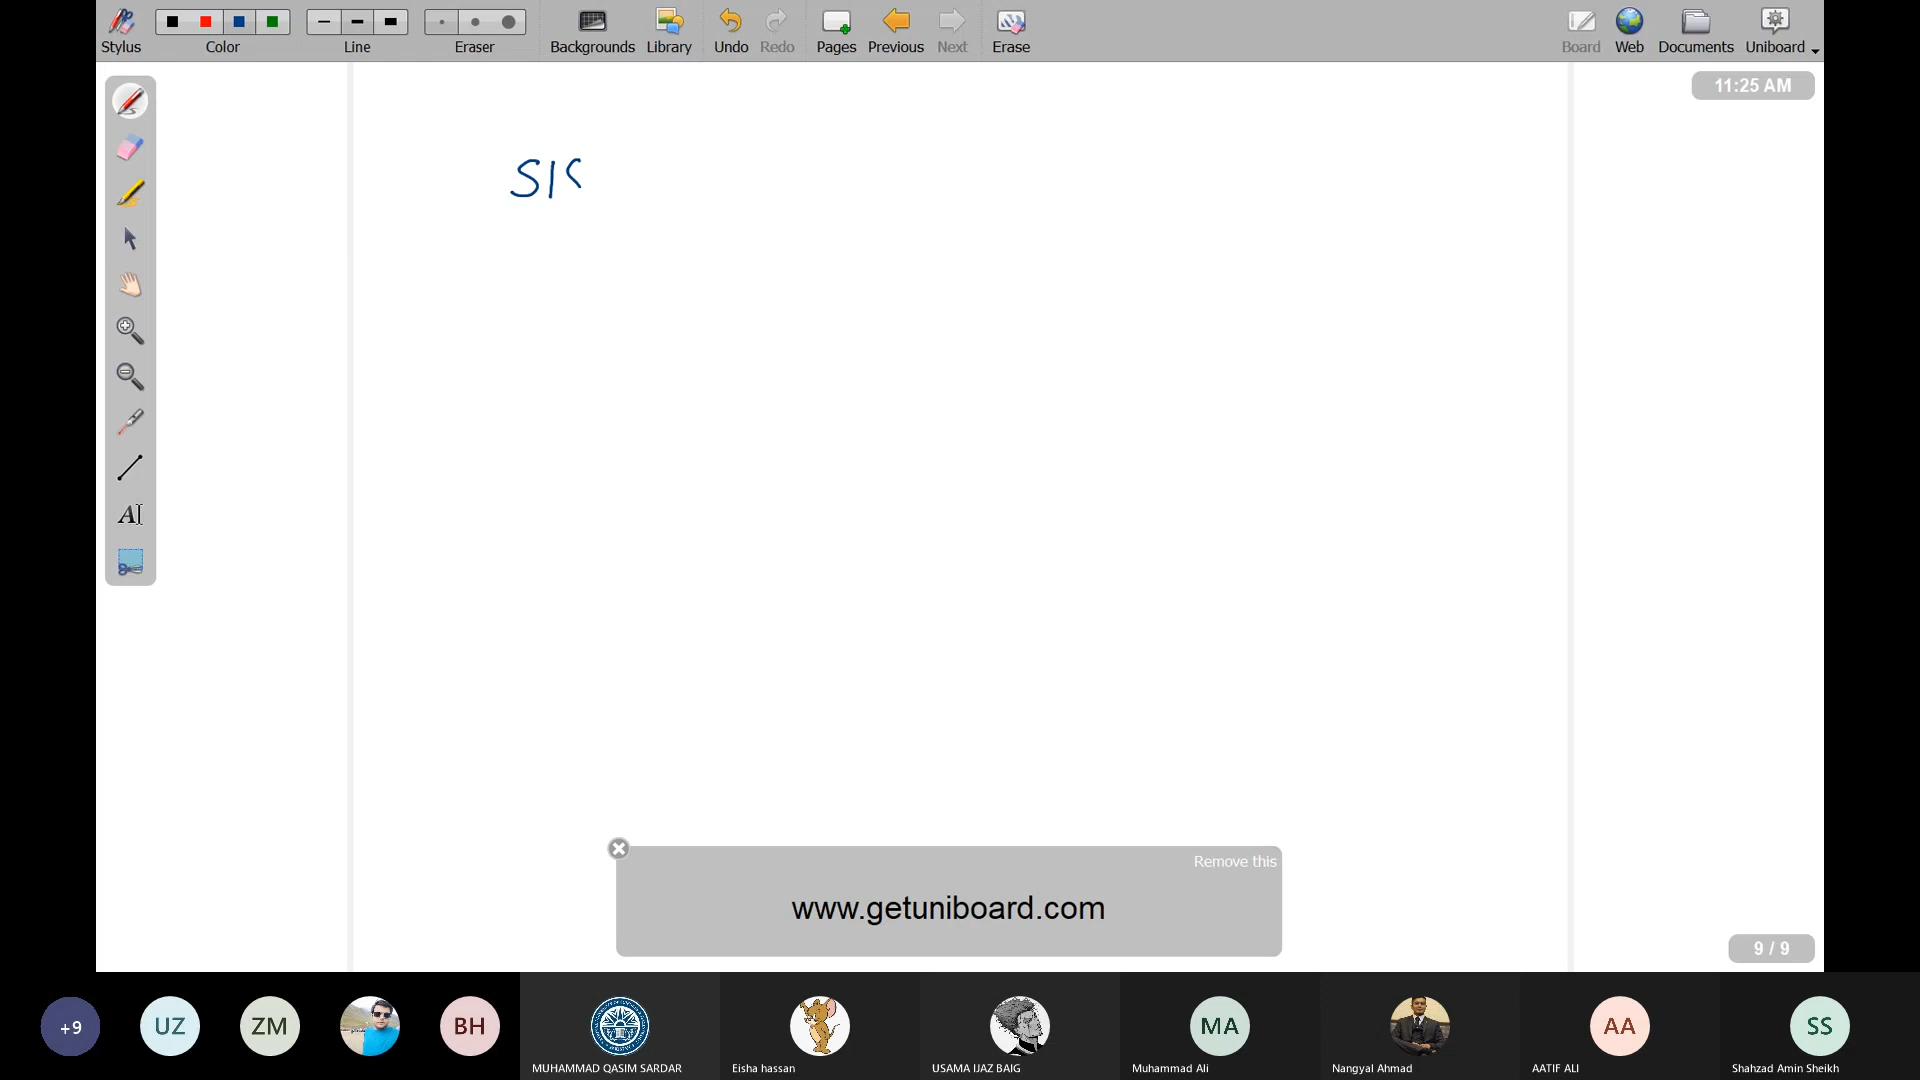 Stylus
Color
Line
Eraser
Backgrounds
Library
Undo
Redo
Pages
Previous
Next
Erase
Board
Web
Documents
Uniboard
11:25 AM
Remove this
www.getuniboard.com
9 / 9
+9
UZ
ZM
BH
MA
AA
SS
MUHAMMAD QASIM SARDAR
Eisha hassan
USAMA IJAZ BAIG
Muhammad Ali
Nangyal Ahmad
AATIF ALI
Shahzad Amin Sheikh